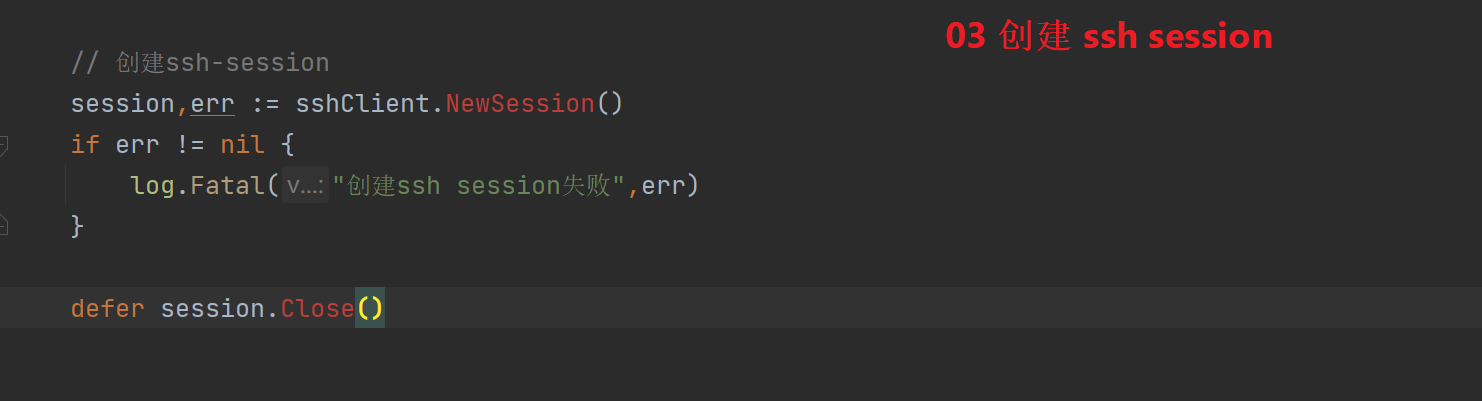 03 创建 ssh session
// 创建ssh-session
session,err := sshClient.NewSession()
if err != nil {
log.Fatal( v...: "创建ssh session失败",err)
}
defer session.Close()